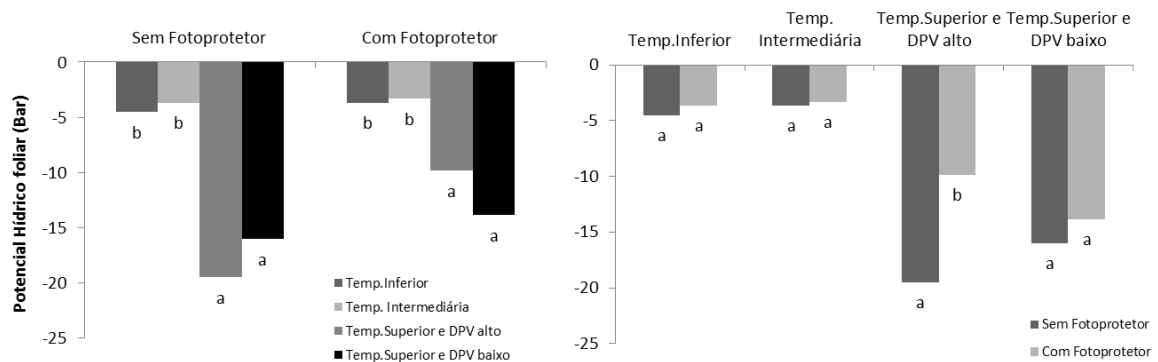 Sem Fotoprotetor
Com Fotoprotetor
Potencial Hídrico foliar (Bar)
0
-5
-10
-15
-20
-25
b
b
a
a
b
b
a
a
Temp.Inferior
Temp. Intermediária
Temp.Superior e DPV alto
Temp.Superior e DPV baixo
Temp.Inferior
Temp.
Intermediária
Temp.Superior e
DPV alto
Temp.Superior e
DPV baixo
0
-5
-10
-15
-20
-25
a
a
a
a
a
b
a
a
Sem Fotoprotetor
Com Fotoprotetor